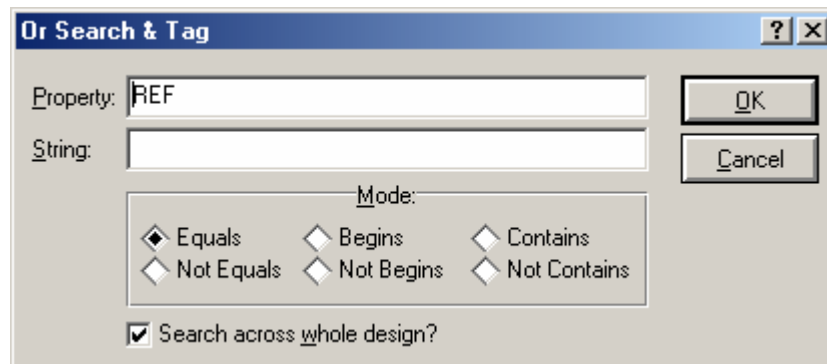 Or Search & Tag
Property: REF OK
String: Cancel
Mode:
Equals Begins Contains
Not Equals Not Begins Not Contains
Search across whole design?